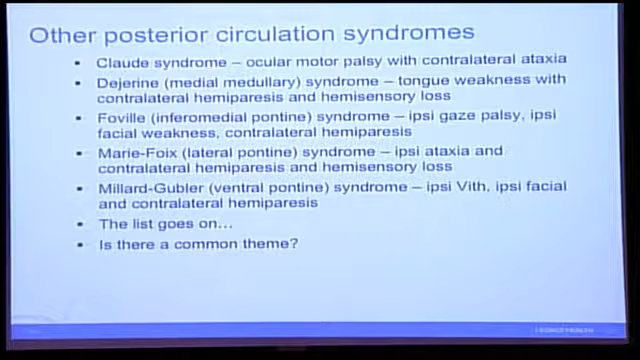 Other posterior circulation syndromes
• Claude syndrome – ocular motor palsy with contralateral ataxia
• Dejerine (medial medullary) syndrome – tongue weakness with
contralateral hemiparesis and hemisensory loss
• Foville (inferomedial pontine) syndrome – ipsi gaze palsy, ipsi
facial weakness, contralateral hemiparesis
• Marie-Foix (lateral pontine) syndrome – ipsi ataxia and
contralateral hemiparesis and hemisensory loss
• Millard-Gubler (ventral pontine) syndrome – ipsi VIth, ipsi facial
and contralateral hemiparesis
• The list goes on...
• Is there a common theme?